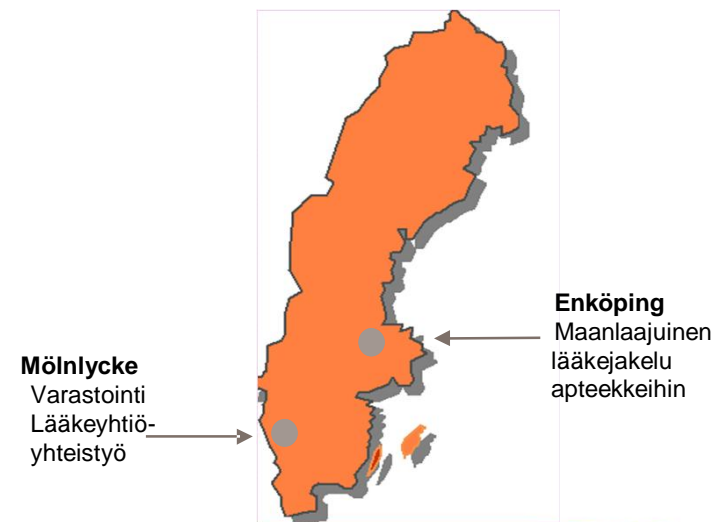 Mölnlycke
Varastointi
Lääkeyhtiö-
yhteistyö
Enköping
Maanlaajuinen
lääkejakelu
apteekkeihin